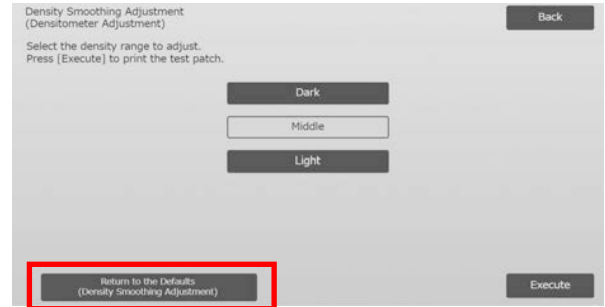 Density Smoothing Adjustment
(Densitometer Adjustment)
Back
Select the density range to adjust.
Press [Execute] to print the test patch.
Dark
Middle
Light
Return to the Defaults
(Density Smoothing Adjustment)
Execute